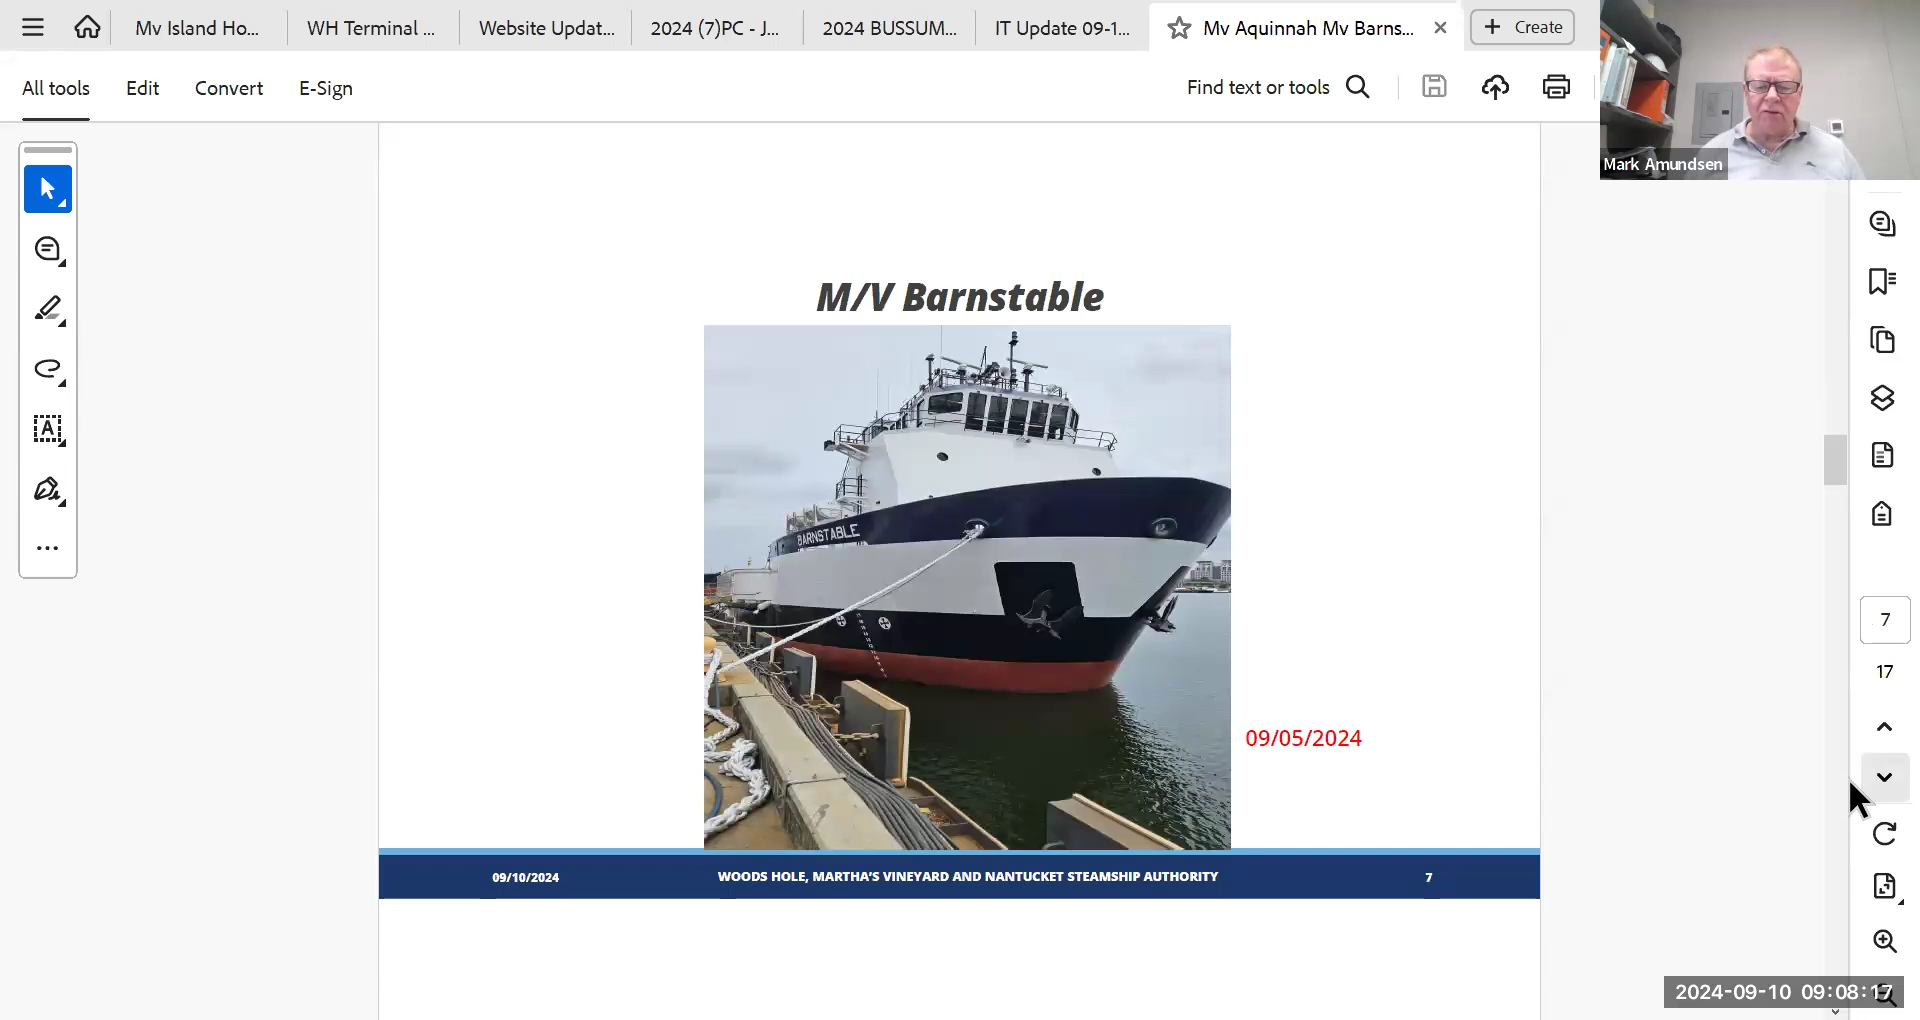 Mv Island Ho...
WH Terminal ...
Website Updat...
2024 (7)PC - J...
2024 BUSSUM...
IT Update 09-1...
Mv Aquinnah Mv Barns...
Create
All tools
Edit
Convert
E-Sign
Find text or tools
Mark Amundsen
M/V Barnstable
BARNSTABLE
09/05/2024
7
17
09/10/2024
WOODS HOLE, MARTHA'S VINEYARD AND NANTUCKET STEAMSHIP AUTHORITY
7
2024-09-10 09:08:17